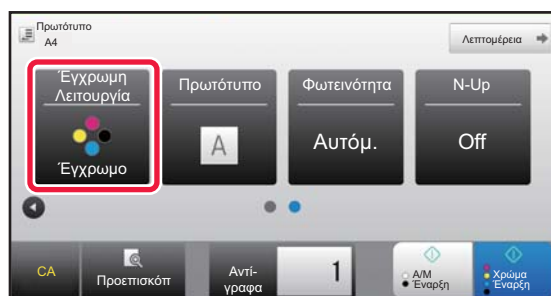 Πρωτότυπο
A4
Λεπτομέρεια
Έγχρωμη
Λειτουργία
Έγχρωμο
Πρωτότυπο
A
Φωτεινότητα
Αυτόμ.
N-Up
Off
CA
Προεπισκόπ
Αντί-
γραφα
1
Α/Μ
Έναρξη
Χρώμα
Έναρξη